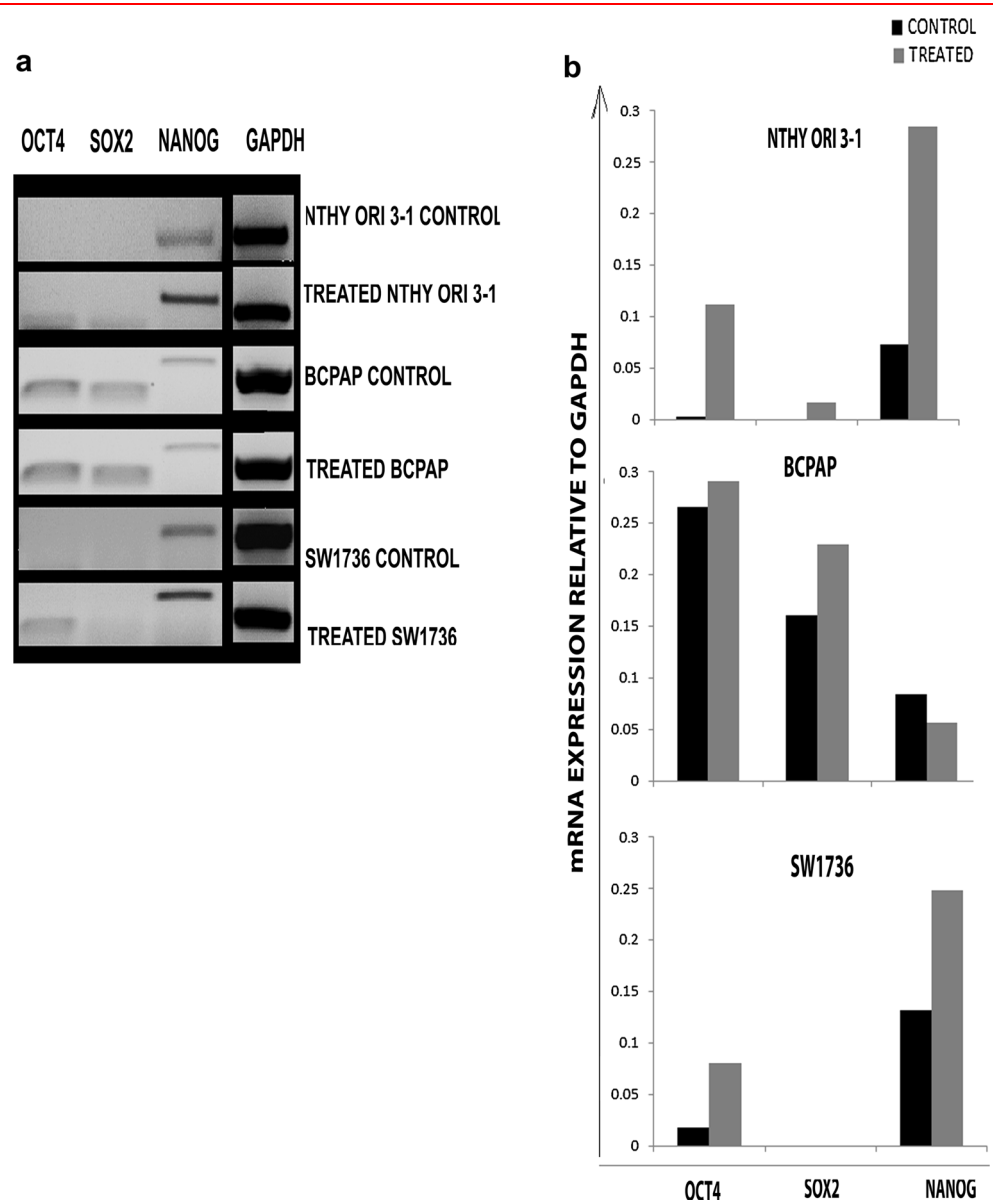 a
OCT4 SOX2 NANOG GAPDH
NTHY ORI 3-1 CONTROL
TREATED NTHY ORI 3-1
BCPAP CONTROL
TREATED BCPAP
SW1736 CONTROL
TREATED SW1736
b
CONTROL
TREATED
mRNA EXPRESSION RELATIVE TO GAPDH
NTHY ORI 3-1
0.3
0.25
0.2
0.15
0.1
0.05
0
BCPAP
0.3
0.25
0.2
0.15
0.1
0.05
0
SW1736
0.3
0.25
0.2
0.15
0.1
0.05
0
OCT4 SOX2 NANOG